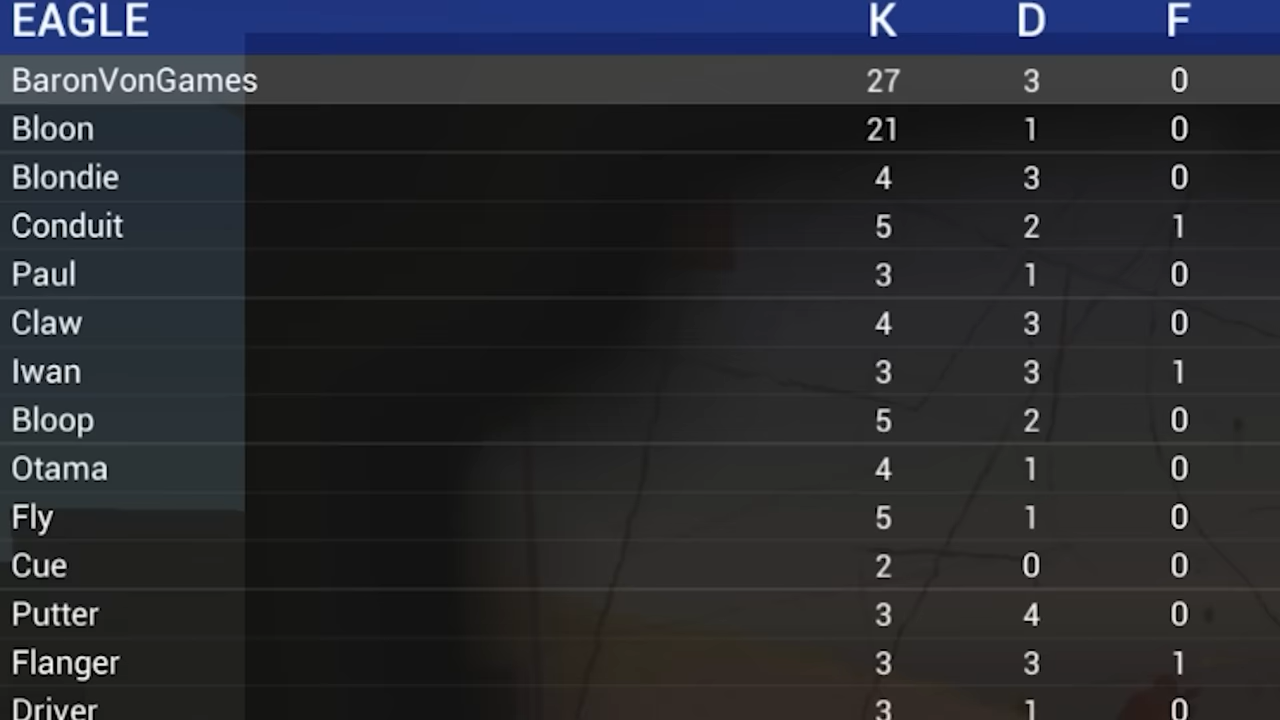 EAGLE K D F
BaronVonGames 27 3 0
Bloon 21 1 0
Blondie 4 3 0
Conduit 5 2 1
Paul 3 1 0
Claw 4 3 0
Iwan 3 3 1
Bloop 5 2 0
Otama 4 1 0
Fly 5 1 0
Cue 2 0 0
Putter 3 4 0
Flanger 3 3 1
Driver 3 1 0